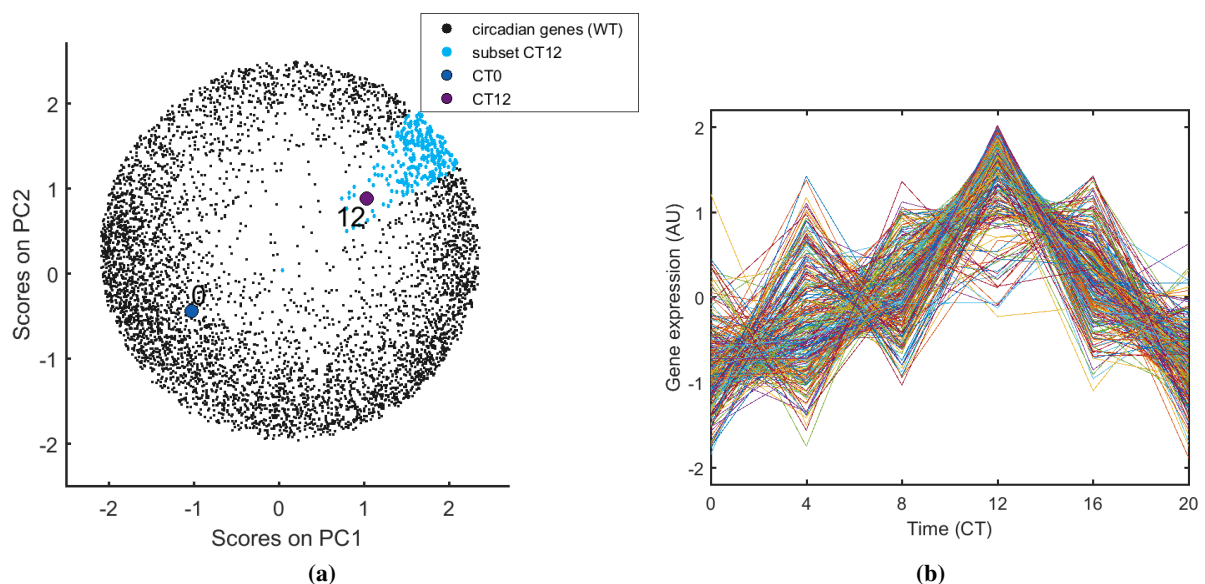 circadian genes (WT)
subset CT12
CT0
CT12
Scores on PC2
2
1
0
-1
-2
12
0
-2
-1
0
1
2
Scores on PC1
(a)
Gene expression (AU)
2
1
0
-1
-2
0
4
8
12
16
20
Time (CT)
(b)